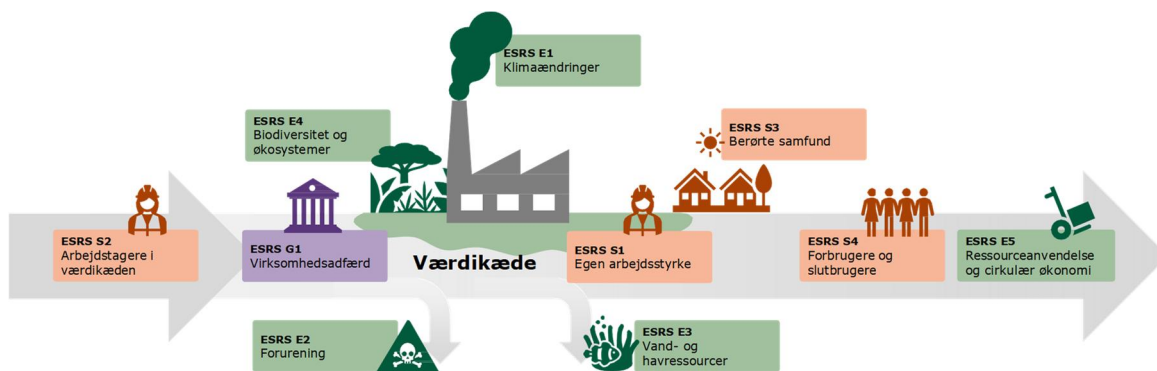 ESRS E1
Klimaændringer
ESRS E4
Biodiversitet og
økosystemer
ESRS S3
Berørte samfund
ESRS S2
Arbejdstagere i
værdikæden
ESRS G1
Virksomhedsadfærd
Værdikæde
ESRS S1
Egen arbejdsstyrke
ESRS S4
Forbrugere og
slutbrugere
ESRS E5
Ressourceanvendelse
og cirkulær økonomi
ESRS E2
Forurening
ESRS E3
Vand- og
havressourcer